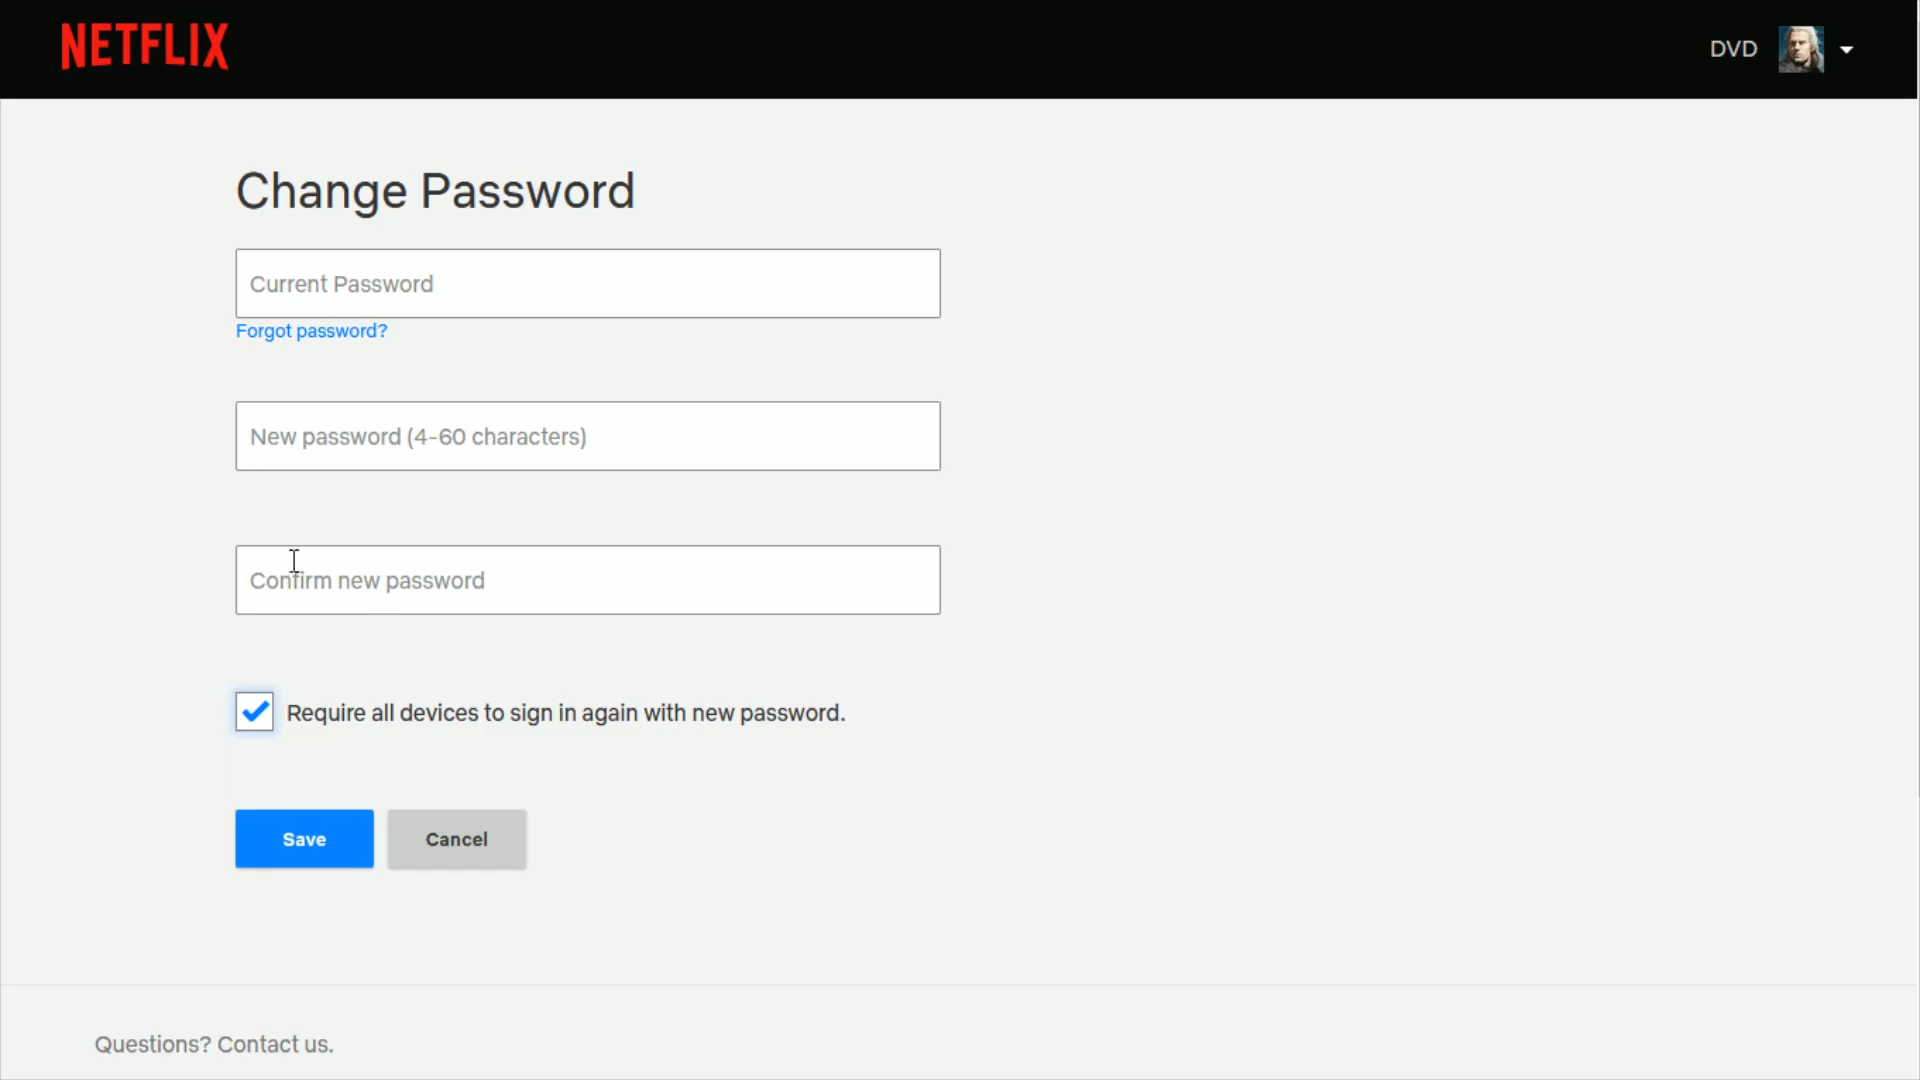 NETFLIX
DVD
Change Password
Current Password
Forgot password?
New password (4-60 characters)
Confirm new password
Require all devices to sign in again with new password.
Save Cancel
Questions? Contact us.